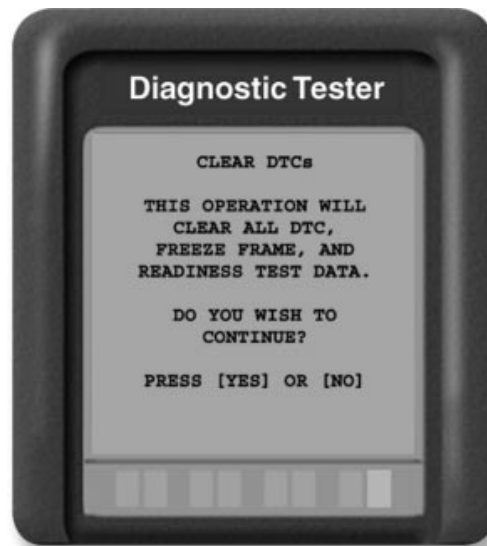 Diagnostic Tester
CLEAR DTCs
THIS OPERATION WILL
CLEAR ALL DTC,
FREEZE FRAME, AND
READINESS TEST DATA.
DO YOU WISH TO
CONTINUE?
PRESS [YES] OR [NO]